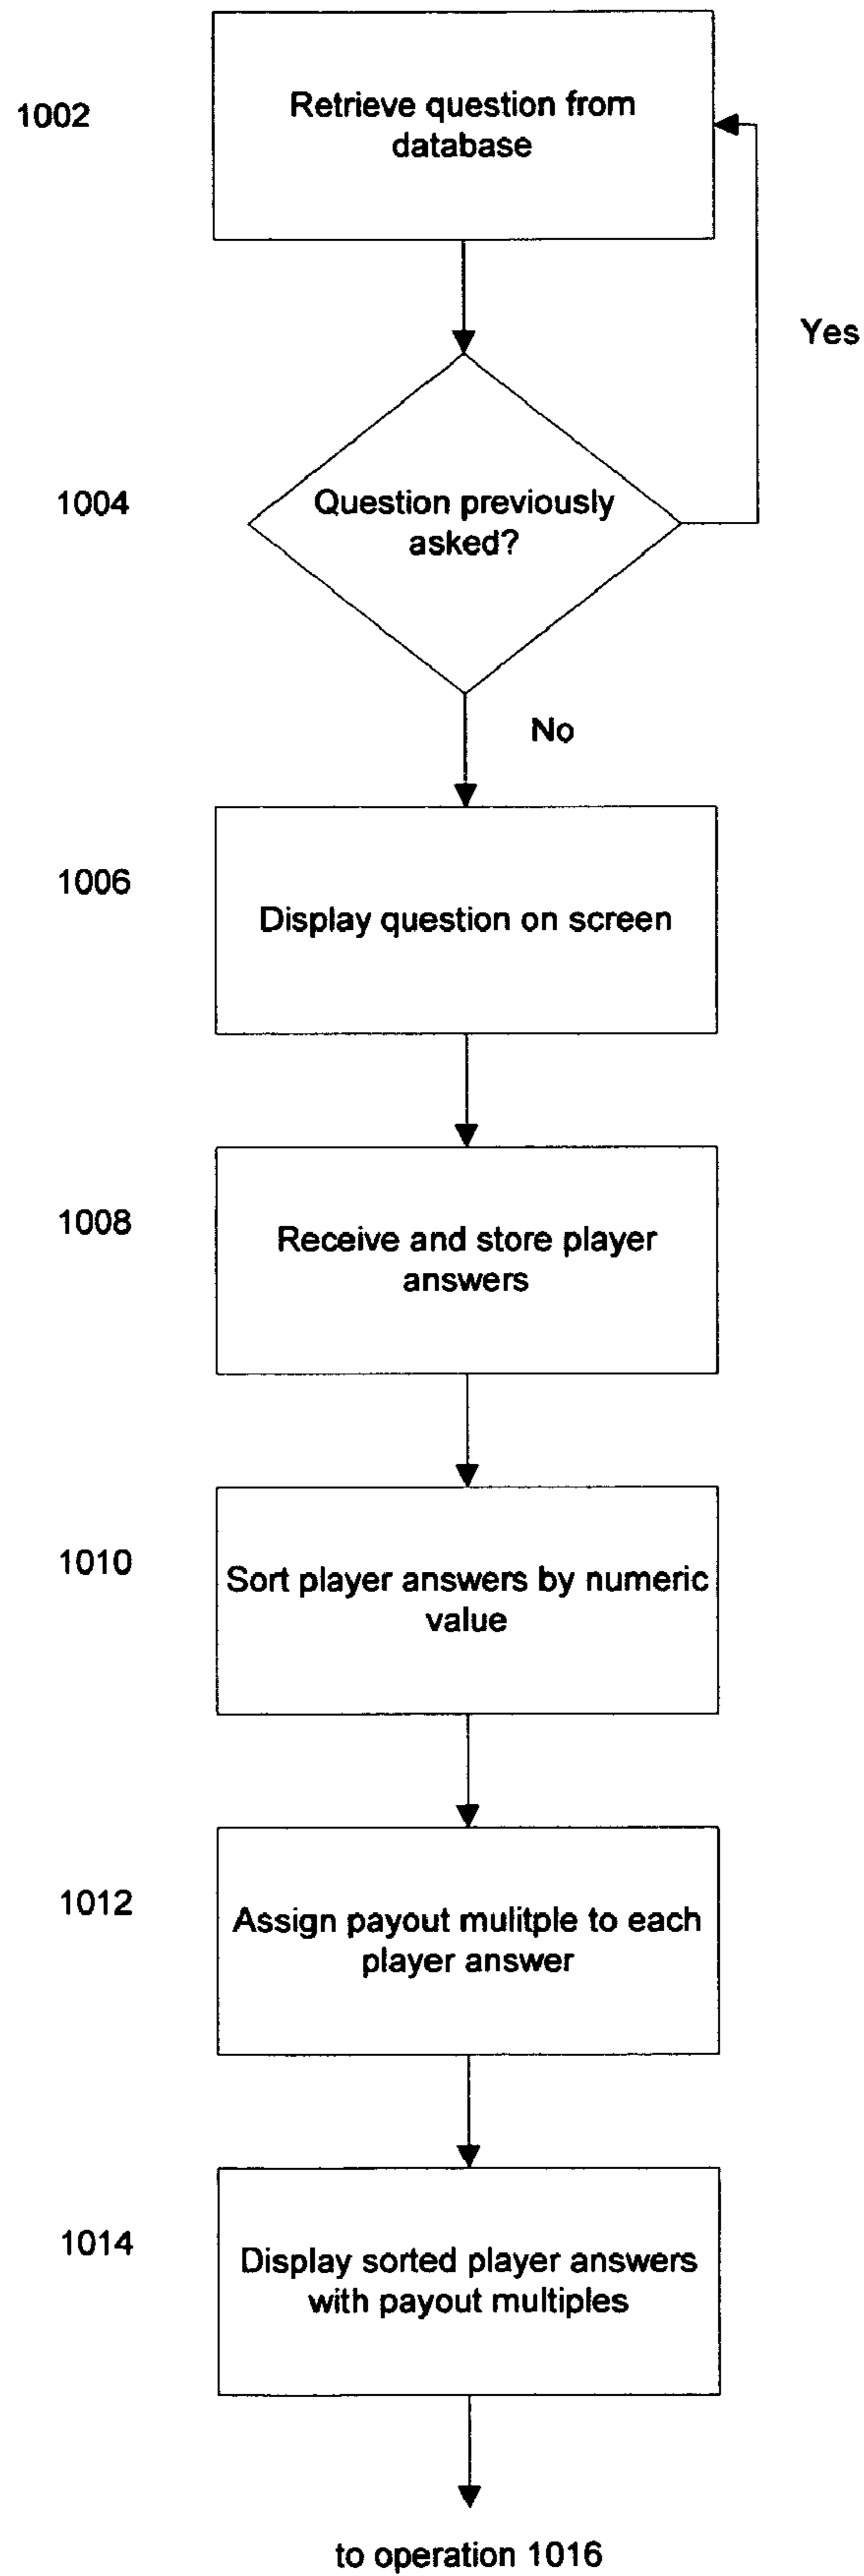 1002
Retrieve question from
database
Yes
1004
Question previously
asked?
No
1006
Display question on screen
1008
Receive and store player
answers
1010
Sort player answers by numeric
value
1012
Assign payout mulitple to each
player answer
1014
Display sorted player answers
with payout multiples
to operation 1016